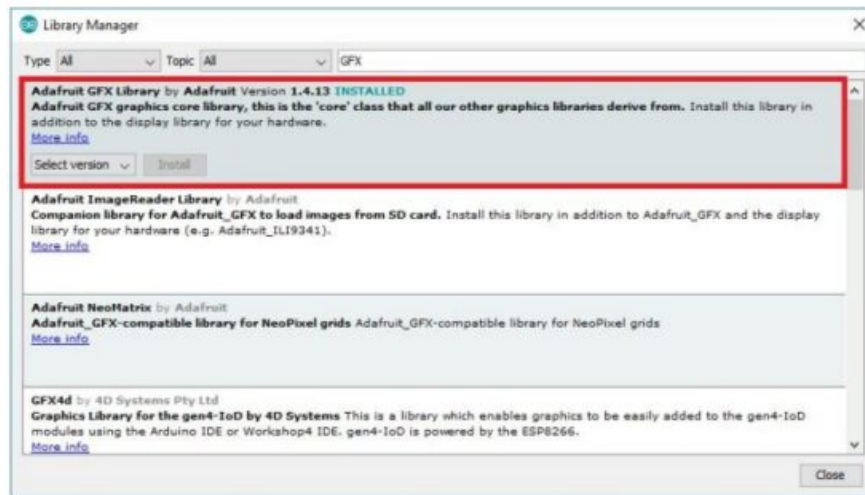 Library Manager
Type All Topic All GFX
Adafruit GFX Library by Adafruit Version 1.4.13 INSTALLED
Adafruit GFX graphics core library, this is the 'core' class that all our other graphics libraries derive from. Install this library in
addition to the display library for your hardware.
More info
Select version Install
Adafruit ImageReader Library by Adafruit
Companion library for Adafruit_GFX to load images from SD card. Install this library in addition to Adafruit_GFX and the display
library for your hardware (e.g. Adafruit_ILI9341).
More info
Adafruit NeoMatrix by Adafruit
Adafruit_GFX-compatible library for NeoPixel grids Adafruit_GFX-compatible library for NeoPixel grids
More info
GFX4d by 4D Systems Pty Ltd
Graphics Library for the gen4-IoD by 4D Systems This is a library which enables graphics to be easily added to the gen4-IoD
modules using the Arduino IDE or Workshop4 IDE. gen4-IoD is powered by the ESP8266.
More info
Close